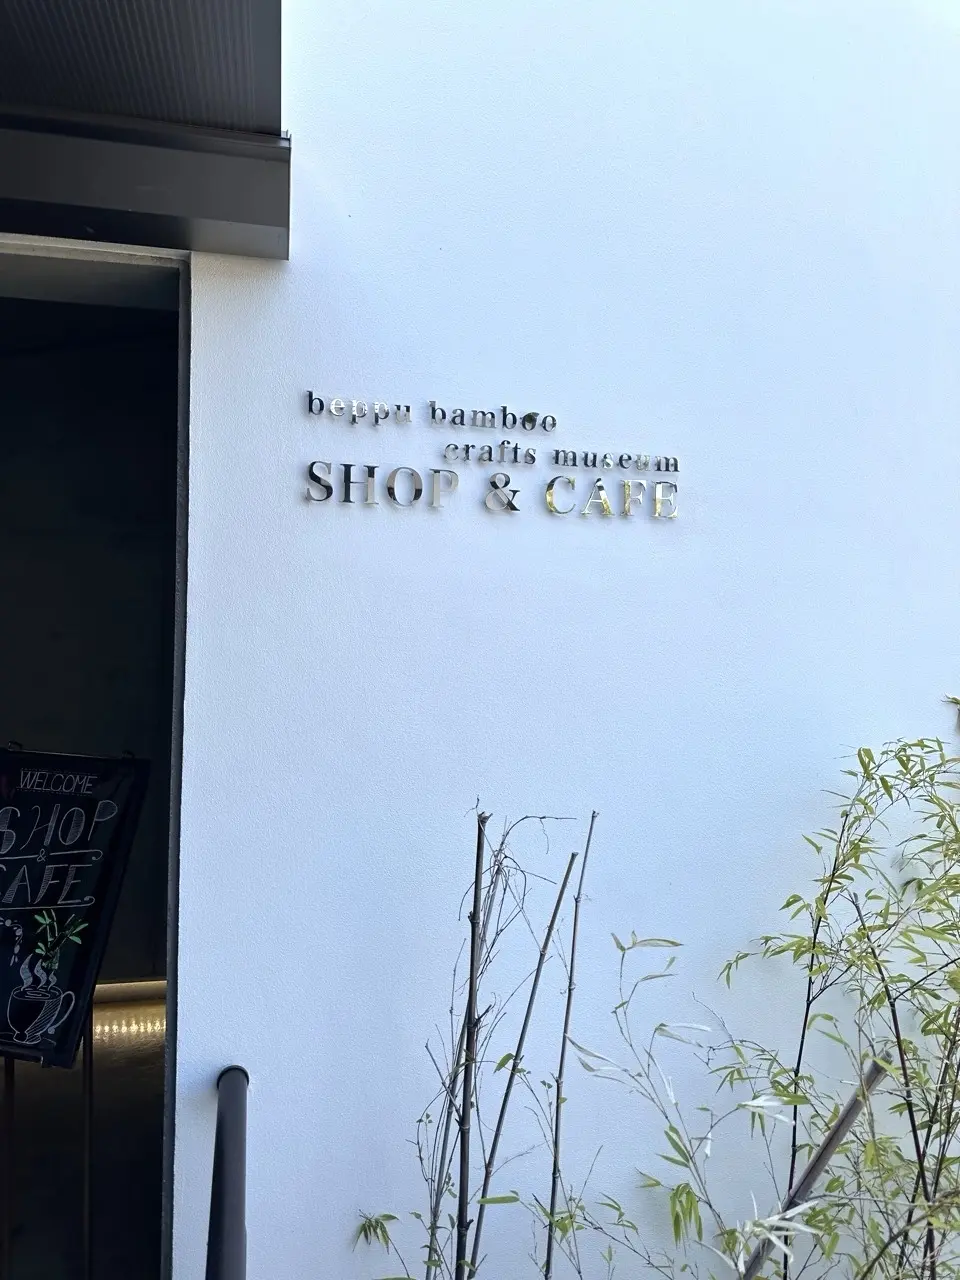 beppu bamboo
crafts museum
SHOP & CAFE
WELCOME
SHOP
&
CAFE